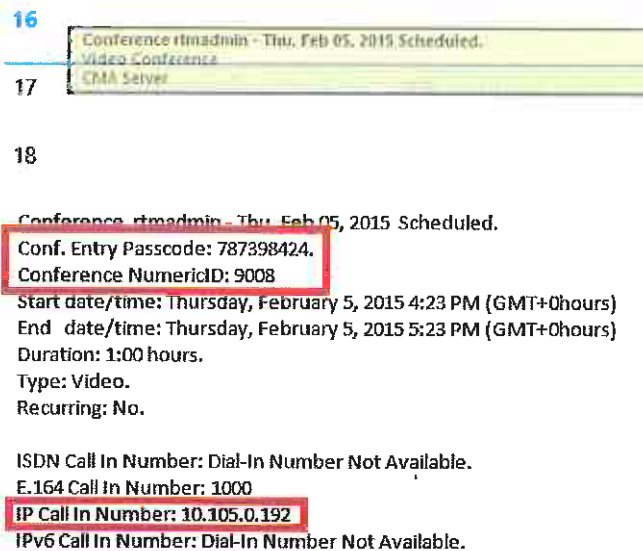 16
Conference rtmadmin - Thu, Feb 05, 2015 Scheduled.
Video Conference
CMA Server
17
18
Conference rtmadmin - Thu, Feb 05, 2015 Scheduled.
Conf. Entry Passcode: 787398424.
Conference NumericID: 9008
Start date/time: Thursday, February 5, 2015 4:23 PM (GMT+0hours)
End date/time: Thursday, February 5, 2015 5:23 PM (GMT+0hours)
Duration: 1:00 hours.
Type: Video.
Recurring: No.
ISDN Call In Number: Dial-In Number Not Available.
E.164 Call In Number: 1000
IP Call In Number: 10.105.0.192
IPv6 Call In Number: Dial-In Number Not Available.